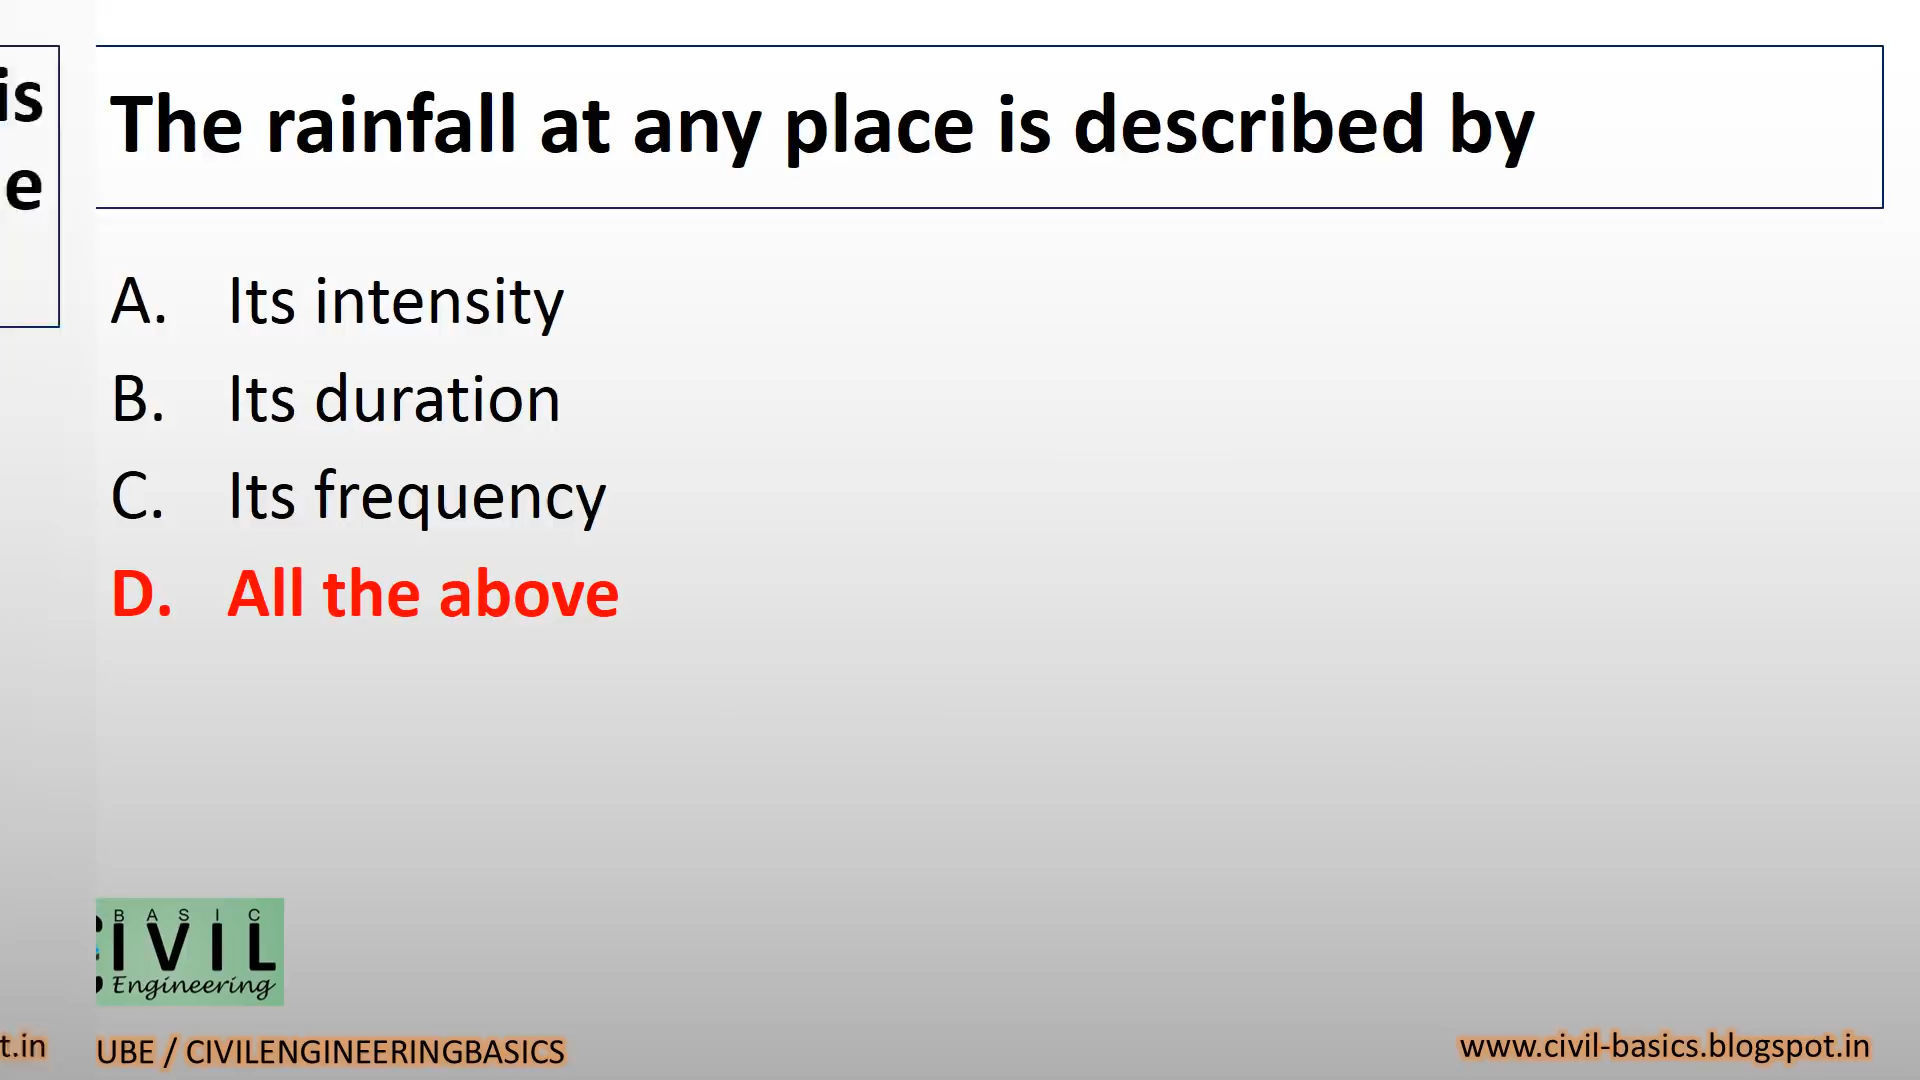 is
e
The rainfall at any place is described by
A. Its intensity
B. Its duration
C. Its frequency
D. All the above
BASIC
IVIL
Engineering
t.in
UBE / CIVILENGINEERINGBASICS
www.civil-basics.blogspot.in